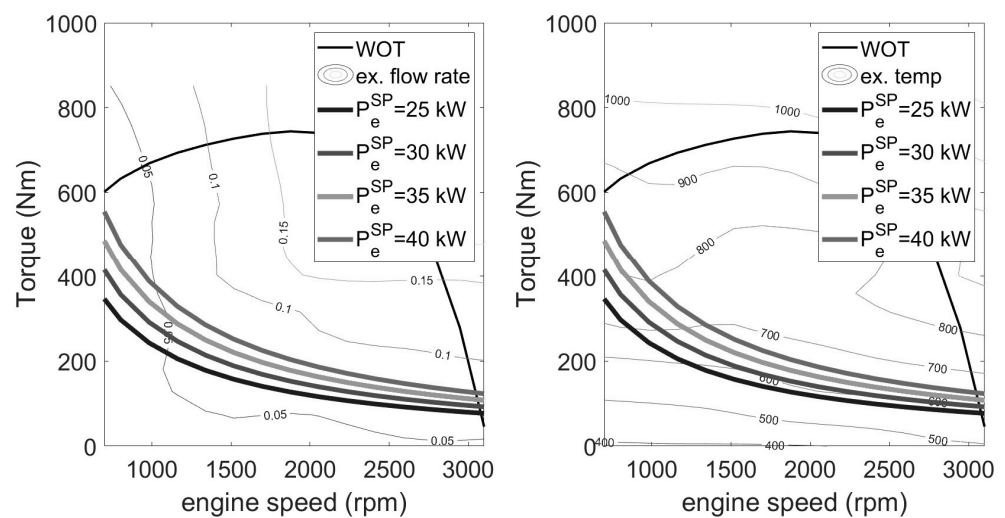 1000
800
600
400
200
0
Torque (Nm)
1000 1500 2000 2500 3000
engine speed (rpm)
WOT
ex. flow rate
P_e^SP=25 kW
P_e^SP=30 kW
P_e^SP=35 kW
P_e^SP=40 kW
0.05
0.1
0.15
0.15
0.1
0.05
0.1
0.05
0.05
1000
800
600
400
200
0
Torque (Nm)
1000 1500 2000 2500 3000
engine speed (rpm)
WOT
ex. temp
P_e^SP=25 kW
P_e^SP=30 kW
P_e^SP=35 kW
P_e^SP=40 kW
1000
1000
900
800
800
700
700
600
600
500
500
400
400